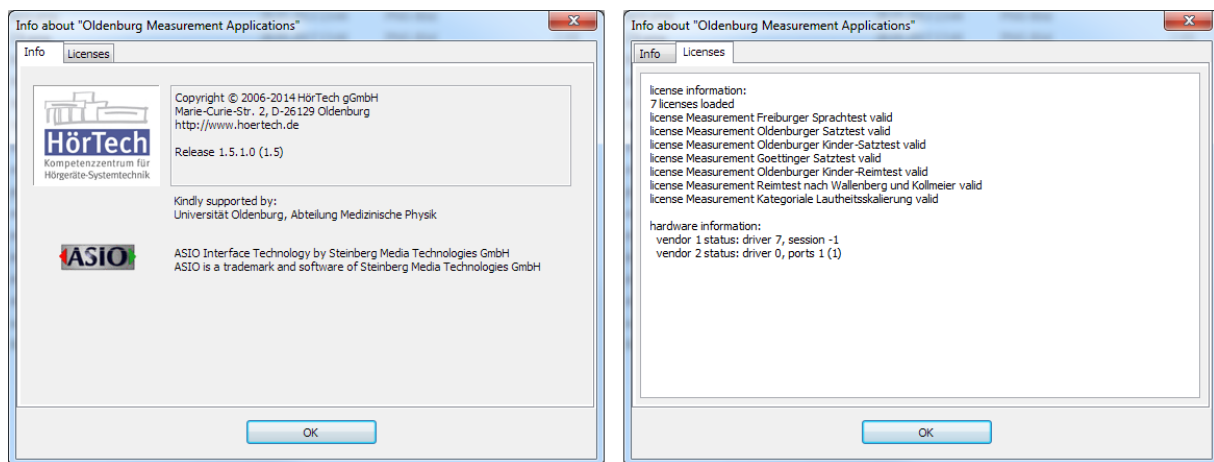 Info about "Oldenburg Measurement Applications"
Info
Licenses
HörTech
Kompetenzzentrum für
Hörgeräte-Systemtechnik
Copyright © 2006-2014 HörTech gGmbH
Marie-Curie-Str. 2, D-26129 Oldenburg
http://www.hoertech.de
Release 1.5.1.0 (1.5)
Kindly supported by:
Universität Oldenburg, Abteilung Medizinische Physik
ASIO
ASIO Interface Technology by Steinberg Media Technologies GmbH
ASIO is a trademark and software of Steinberg Media Technologies GmbH
OK
Info about "Oldenburg Measurement Applications"
Info
Licenses
license information:
7 licenses loaded
license Measurement Freiburger Sprachtest valid
license Measurement Oldenburger Satztest valid
license Measurement Oldenburger Kinder-Satztest valid
license Measurement Goettinger Satztest valid
license Measurement Oldenburger Kinder-Reimtest valid
license Measurement Reimtest nach Wallenberg und Kollmeier valid
license Measurement Kategoriale Lautheitsskalierung valid
hardware information:
vendor 1 status: driver 7, session -1
vendor 2 status: driver 0, ports 1 (1)
OK